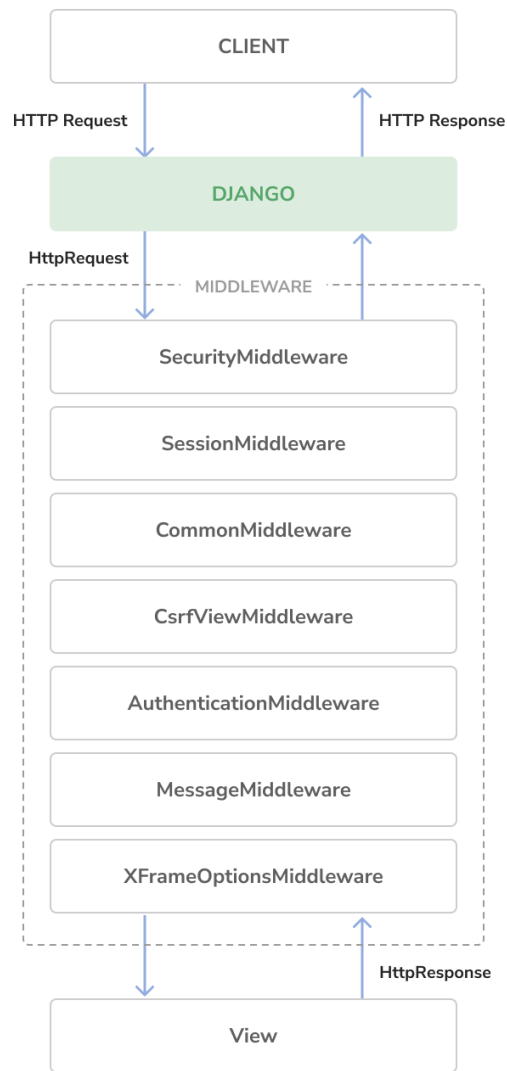 CLIENT
HTTP Request
HTTP Response
DJANGO
HttpRequest
MIDDLEWARE
SecurityMiddleware
SessionMiddleware
CommonMiddleware
CsrfViewMiddleware
AuthenticationMiddleware
MessageMiddleware
XFrameOptionsMiddleware
HttpResponse
View